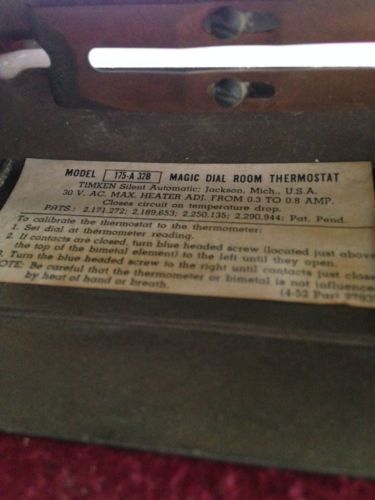 MODEL 175-A 32B MAGIC DIAL ROOM THERMOSTAT
TIMKEN Silent Automatic; Jackson, Mich., U.S.A.
30 V. AC. MAX. HEATER ADJ. FROM 0.3 TO 0.8 AMP.
Closes circuit on temperature drop.
PATS.: 2.171.272; 2.189,653; 2.250.135; 2.290,944; Pat. Pend.
To calibrate the thermostat to the thermometer:
1. Set dial at thermometer reading.
2. If contacts are closed, turn blue headed screw (located just above
the top of the bimetal element) to the left until they open.
Turn the blue headed screw to the right until contacts just close
NOTE: Be careful that the thermometer or bimetal is not influence
by heat of hand or breath.
(4-52 Part